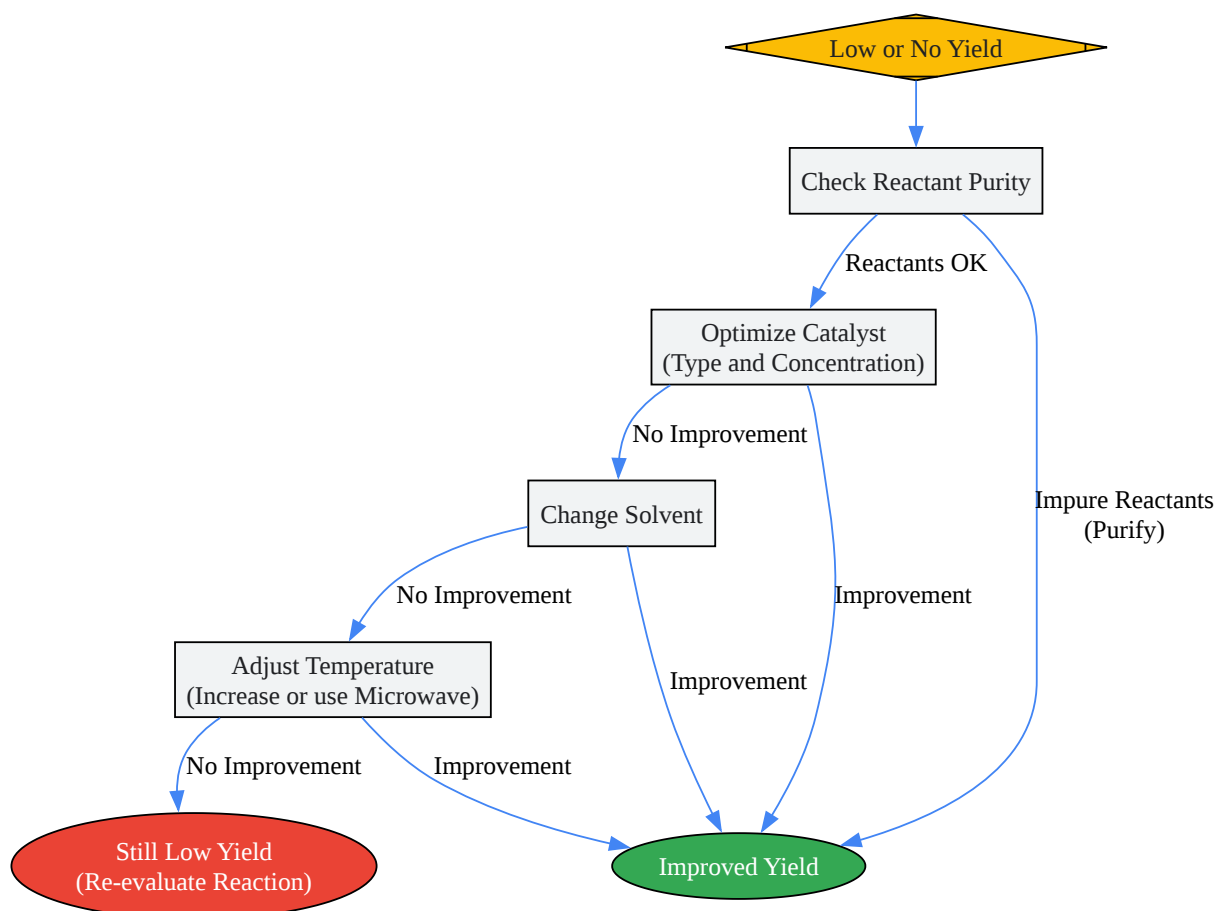 Low or No Yield
Check Reactant Purity
Reactants OK
Optimize Catalyst
(Type and Concentration)
No Improvement
Impure Reactants
(Purify)
Change Solvent
No Improvement
Improvement
Adjust Temperature
(Increase or use Microwave)
Improvement
No Improvement
Improvement
Still Low Yield
(Re-evaluate Reaction)
Improved Yield